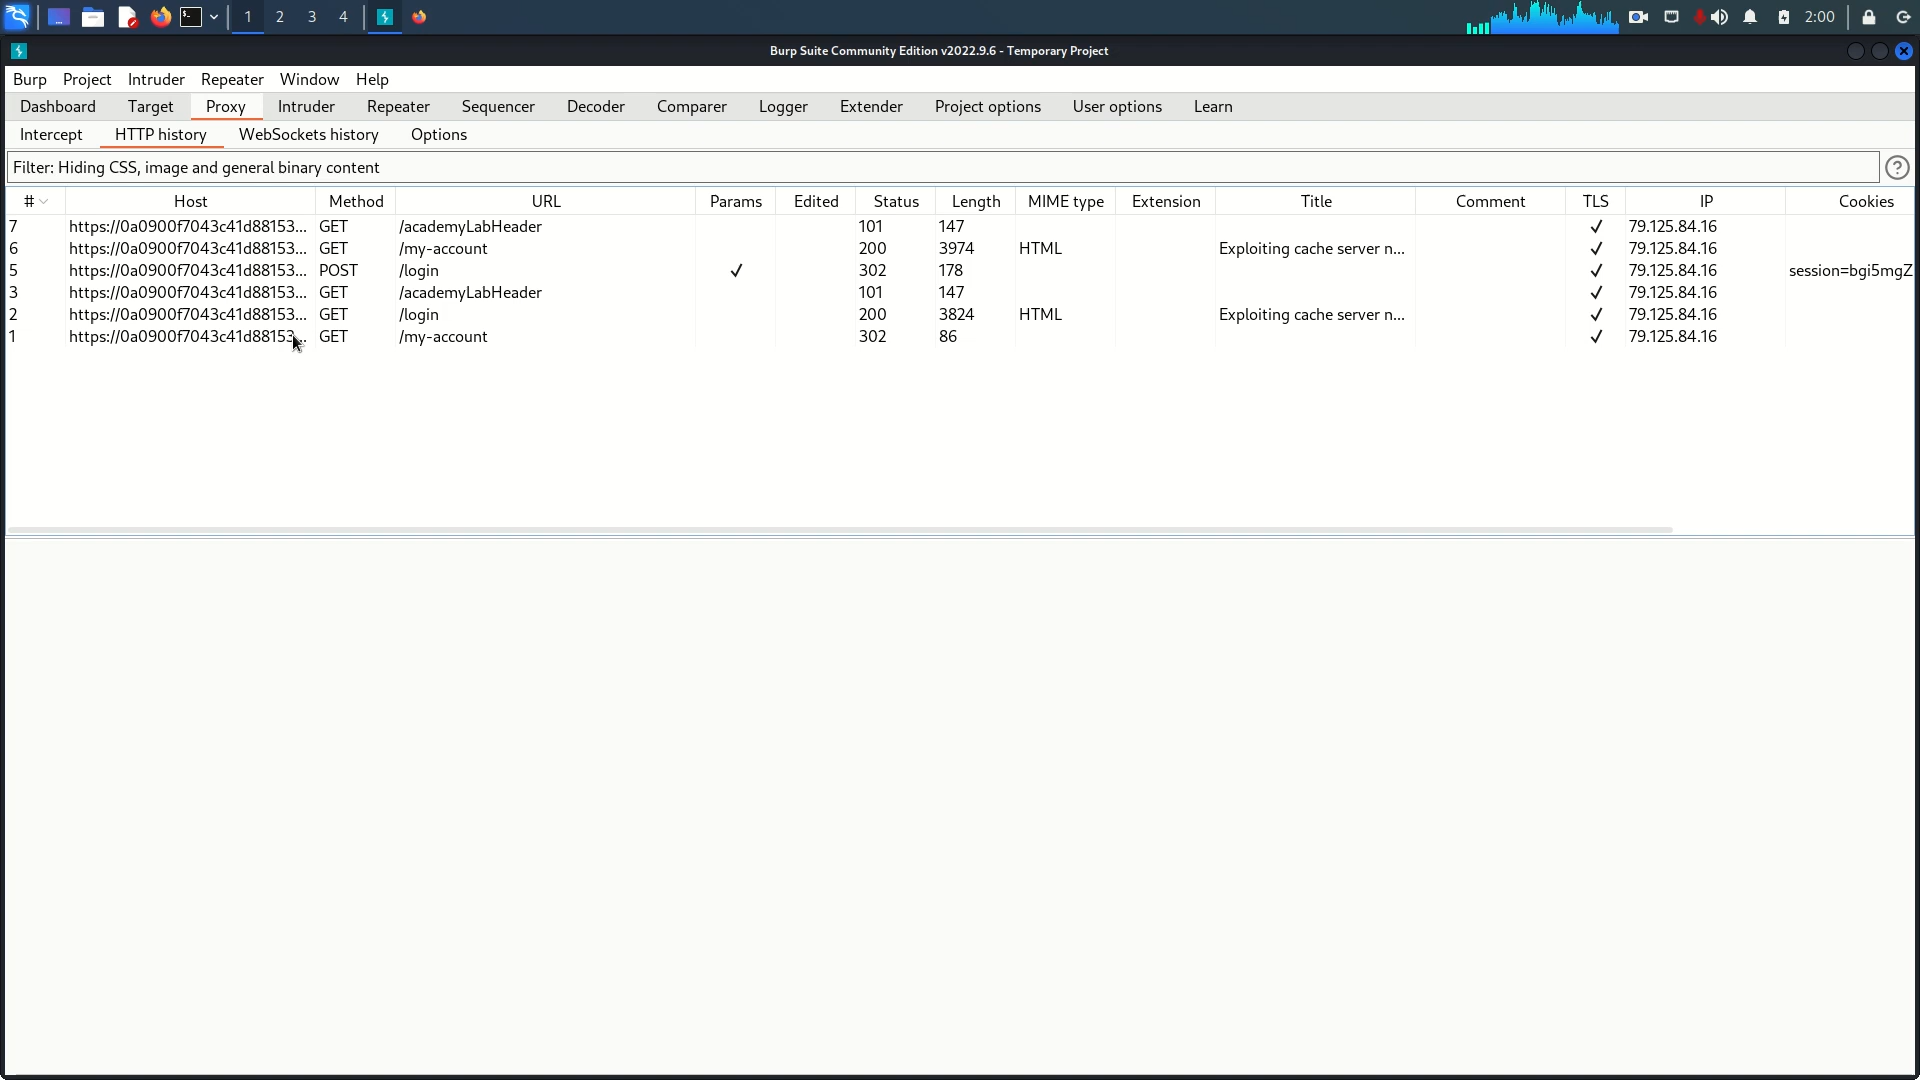 1 2 3 4 2:00
Burp Suite Community Edition v2022.9.6 - Temporary Project
Burp Project Intruder Repeater Window Help
Dashboard Target Proxy Intruder Repeater Sequencer Decoder Comparer Logger Extender Project options User options Learn
Intercept HTTP history WebSockets history Options
Filter: Hiding CSS, image and general binary content ?
# Host Method URL Params Edited Status Length MIME type Extension Title Comment TLS IP Cookies
7 https://0a0900f7043c41d88153... GET /academyLabHeader 101 147 ✓ 79.125.84.16
6 https://0a0900f7043c41d88153... GET /my-account 200 3974 HTML Exploiting cache server n... ✓ 79.125.84.16
5 https://0a0900f7043c41d88153... POST /login ✓ 302 178 ✓ 79.125.84.16 session=bgi5mgZ
3 https://0a0900f7043c41d88153... GET /academyLabHeader 101 147 ✓ 79.125.84.16
2 https://0a0900f7043c41d88153... GET /login 200 3824 HTML Exploiting cache server n... ✓ 79.125.84.16
1 https://0a0900f7043c41d88153... GET /my-account 302 86 ✓ 79.125.84.16